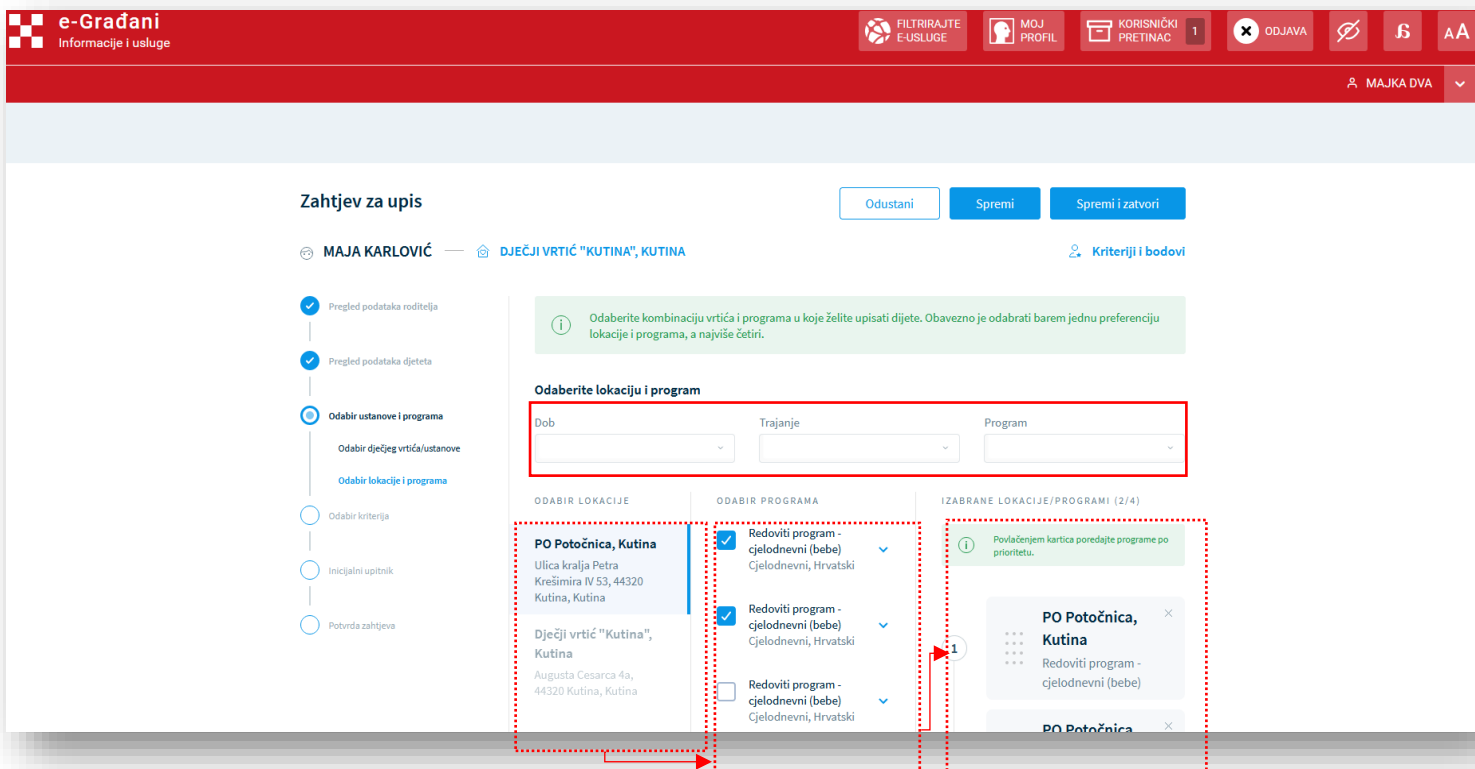 e-Građani
Informacije i usluge
FILTRIRAJTE
E-USLUGE
MOJ
PROFIL
KORISNIČKI
PRETINAC
1
ODJAVA
AA
MAJKA DVA
Zahtjev za upis
Odustani
Spremi
Spremi i zatvori
MAJA KARLOVIĆ
DJEČJI VRTIĆ "KUTINA", KUTINA
Kriteriji i bodovi
Pregled podataka roditelja
Pregled podataka djeteta
Odabir ustanove i programa
Odabir dječjeg vrtića/ustanove
Odabir lokacije i programa
Odabir kriterija
Inicijalni upitnik
Potvrda zahtjeva
Odaberite kombinaciju vrtića i programa u koje želite upisati dijete. Obavezno je odabrati barem jednu preferenciju
lokacije i programa, a najviše četiri.
Odaberite lokaciju i program
Dob
Trajanje
Program
ODABIR LOKACIJE
PO Potočnica, Kutina
Ulica kralja Petra
Krešimira IV 53, 44320
Kutina, Kutina
Dječji vrtić "Kutina",
Kutina
Augusta Cesarca 4a,
44320 Kutina, Kutina
ODABIR PROGRAMA
Redoviti program -
cjelodnevni (bebe)
Cjelodnevni, Hrvatski
Redoviti program -
cjelodnevni (bebe)
Cjelodnevni, Hrvatski
Redoviti program -
cjelodnevni (bebe)
Cjelodnevni, Hrvatski
IZABRANE LOKACIJE/PROGRAMI (2/4)
Povlačenjem kartica poredajte programe po
prioritetu.
1
PO Potočnica,
Kutina
Redoviti program -
cjelodnevni (bebe)
PO Potočnica